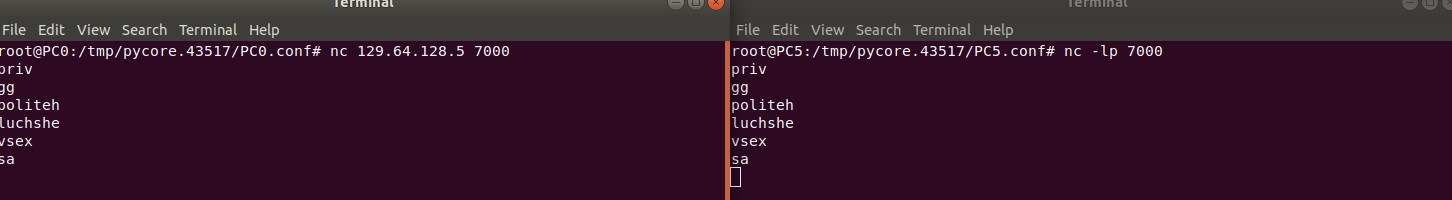 Terminal
File Edit View Search Terminal Help
root@PC0:/tmp/pycore.43517/PC0.conf# nc 129.64.128.5 7000
priv
gg
politeh
luchshe
vsex
sa
Terminal
File Edit View Search Terminal Help
root@PC5:/tmp/pycore.43517/PC5.conf# nc -lp 7000
priv
gg
politeh
luchshe
vsex
sa